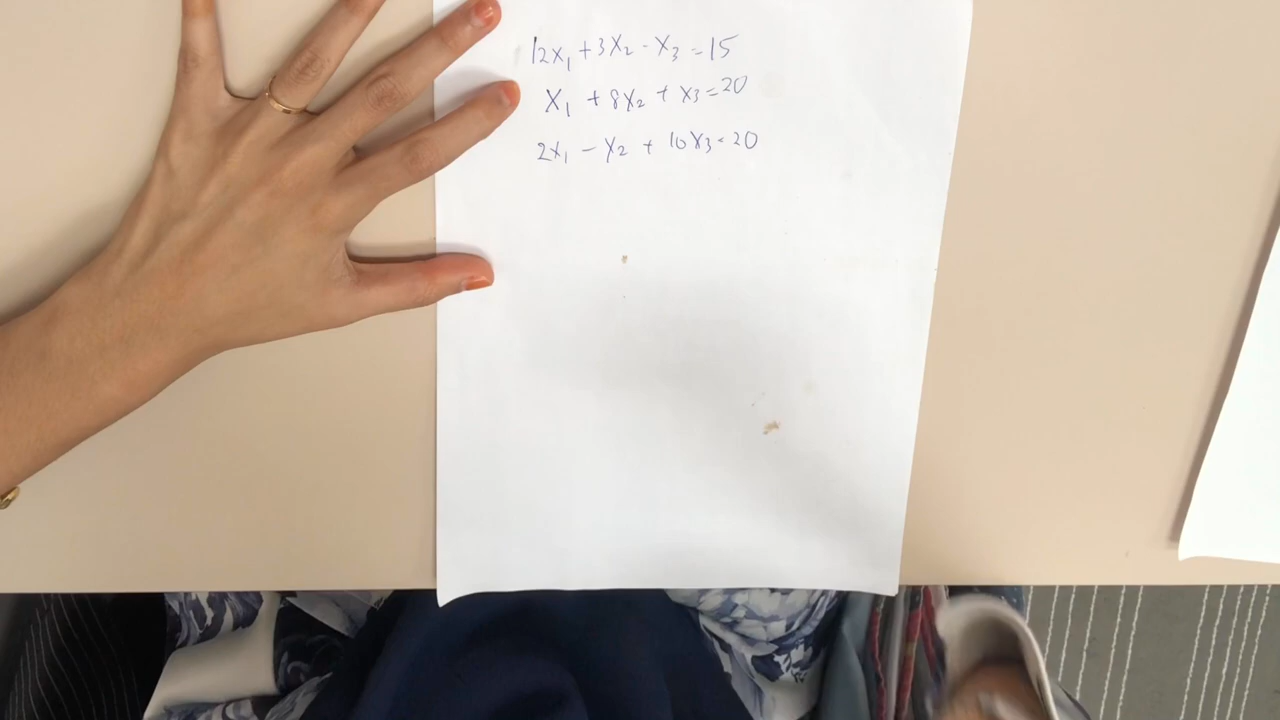 12x₁ + 3x₂ - x₃ = 15
x₁ + 8x₂ + x₃ = 20
2x₁ - x₂ + 10x₃ = 20